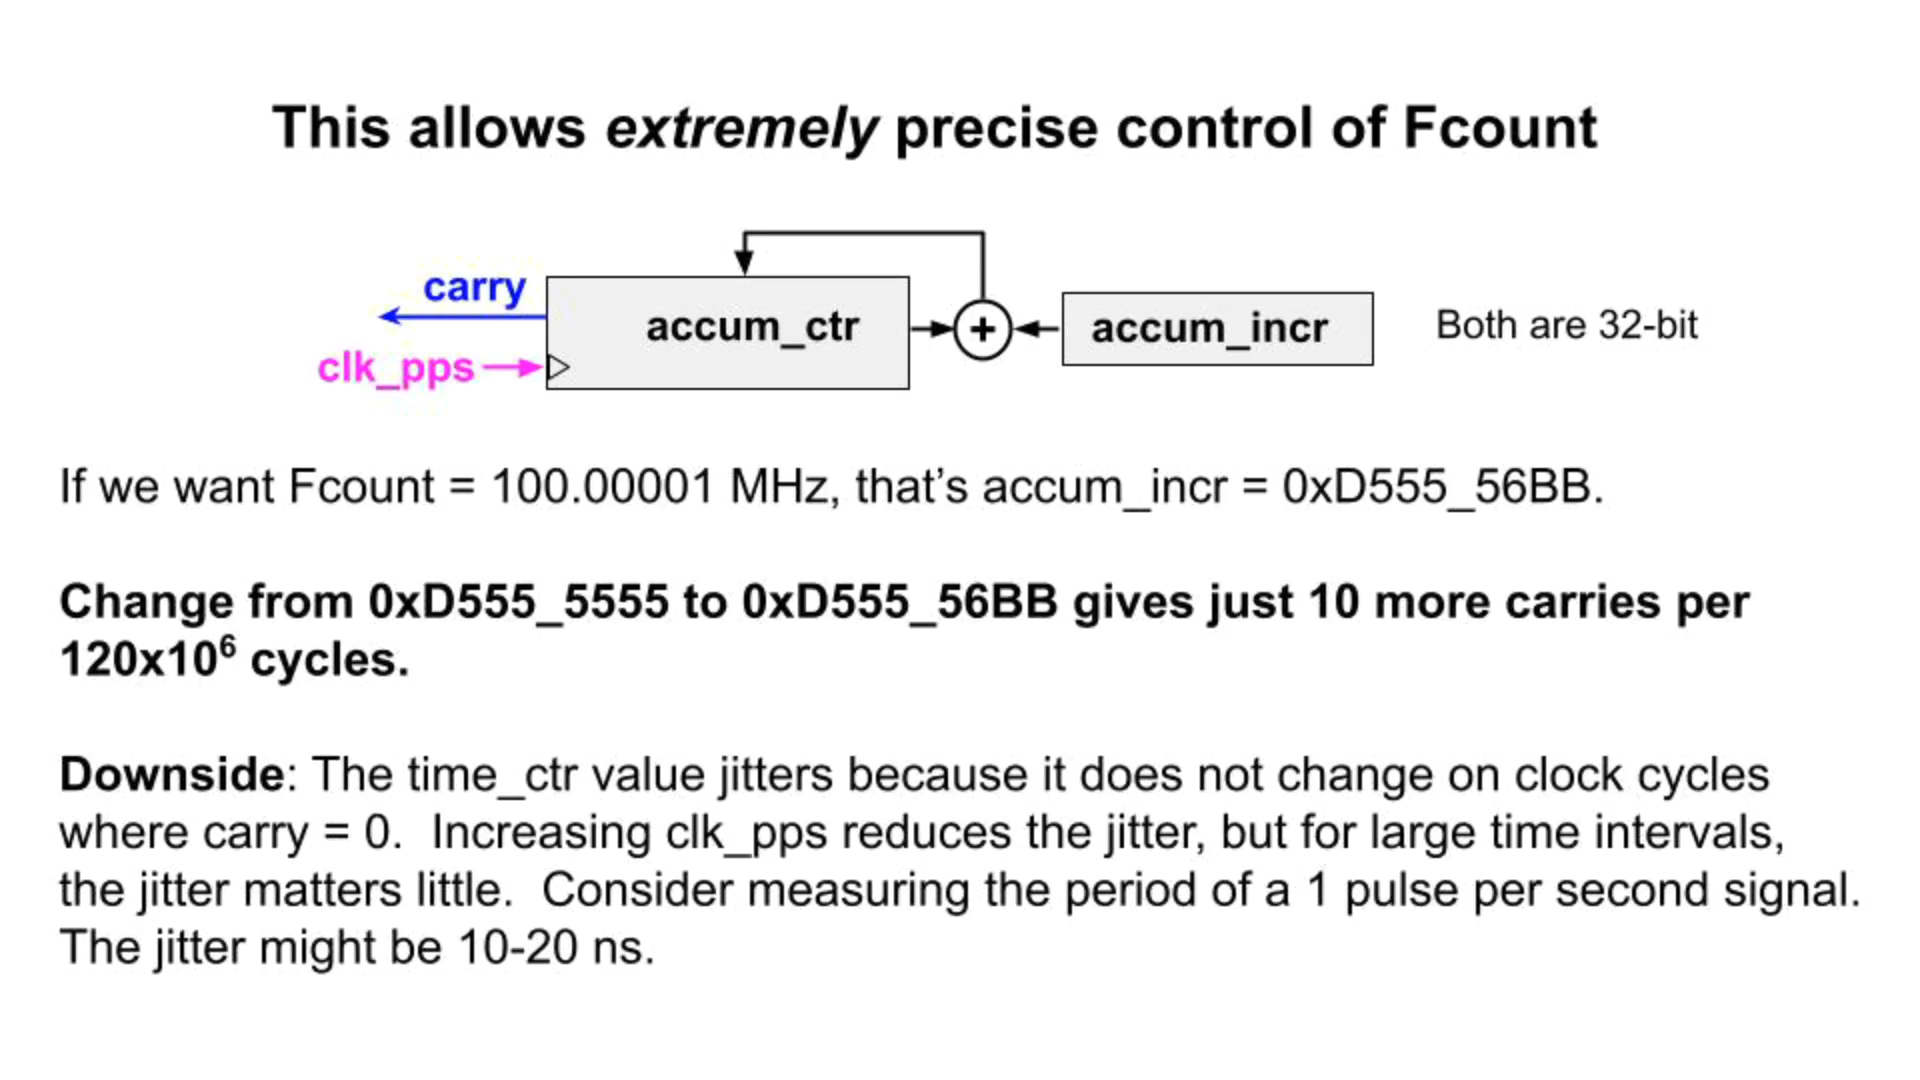 This allows extremely precise control of Fcount
carry
accum_ctr
+
accum_incr
Both are 32-bit
clk_pps
If we want Fcount = 100.00001 MHz, that’s accum_incr = 0xD555_56BB.
Change from 0xD555_5555 to 0xD555_56BB gives just 10 more carries per
120x10⁶ cycles.
Downside: The time_ctr value jitters because it does not change on clock cycles
where carry = 0.  Increasing clk_pps reduces the jitter, but for large time intervals,
the jitter matters little.  Consider measuring the period of a 1 pulse per second signal.
The jitter might be 10-20 ns.